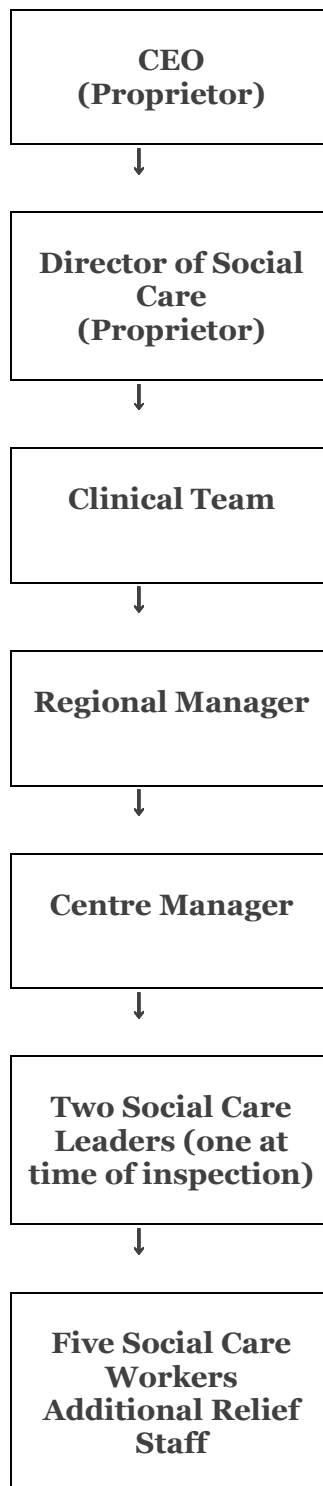 CEO
(Proprietor)
↓
Director of Social
Care
(Proprietor)
↓
Clinical Team
↓
Regional Manager
↓
Centre Manager
↓
Two Social Care
Leaders (one at
time of inspection)
↓
Five Social Care
Workers
Additional Relief
Staff